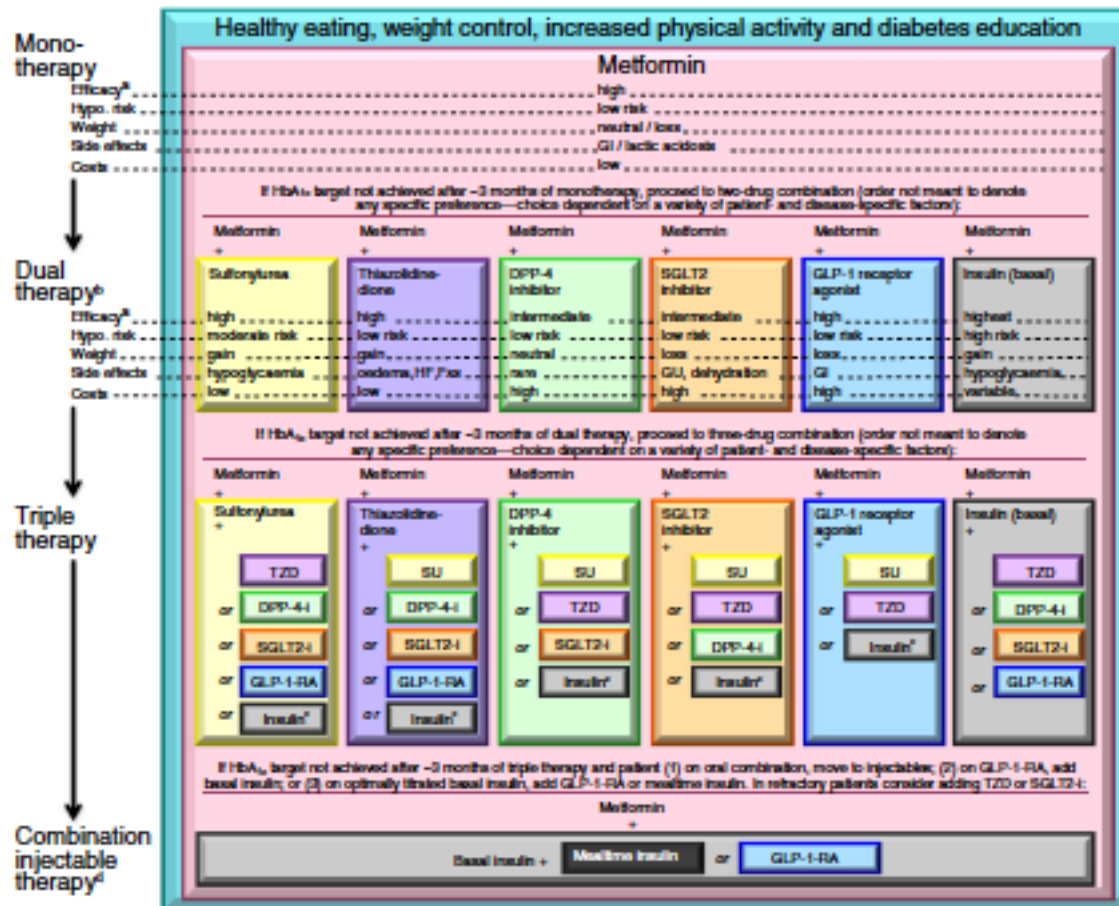 Healthy eating, weight control, increased physical activity and diabetes education
Mono-
therapy
Metformin
Efficacyᵃ high
Hypo. risk low risk
Weight neutral / loss
Side effects GI / lactic acidosis
Costs low
If HbA₁c target not achieved after ~3 months of monotherapy, proceed to two-drug combination (order not meant to denote
any specific preference—choice dependent on a variety of patient- and disease-specific factors):
Metformin Metformin Metformin Metformin Metformin Metformin
+ + + + + +
Dual
therapyᵇ
Sulfonylurea Thiazolidine- DPP-4 SGLT2 GLP-1 receptor Insulin (basal)
dione inhibitor inhibitor agonist
Efficacyᵃ high high intermediate intermediate high highest
Hypo. risk moderate risk low risk low risk low risk low risk high risk
Weight gain gain neutral loss loss gain
Side effects hypoglycaemia oedema, HF, Fxs rare GU, dehydration GI hypoglycaemia
Costs low low high high high variable
If HbA₁c target not achieved after ~3 months of dual therapy, proceed to three-drug combination (order not meant to denote
any specific preference—choice dependent on a variety of patient- and disease-specific factors):
Metformin Metformin Metformin Metformin Metformin Metformin
+ + + + + +
Triple
therapy
Sulfonylurea Thiazolidine- DPP-4 SGLT2 GLP-1 receptor Insulin (basal)
dione inhibitor inhibitor agonist
+ + + + + +
TZD SU SU SU SU TZD
or DPP-4-i or DPP-4-i or TZD or TZD or TZD or DPP-4-i
or SGLT2-i or SGLT2-i or SGLT2-i or DPP-4-i or Insulin or SGLT2-i
or GLP-1-RA or GLP-1-RA or Insulin or Insulin or GLP-1-RA
or Insulin or Insulin
If HbA₁c target not achieved after ~3 months of triple therapy and patient (1) on oral combination, move to injectables; (2) on GLP-1-RA, add
basal insulin; or (3) on optimally titrated basal insulin, add GLP-1-RA or mealtime insulin. In refractory patients consider adding TZD or SGLT2-i:
Metformin
+
Combination
injectable
therapyᵈ
Basal insulin + Mealtime insulin or GLP-1-RA